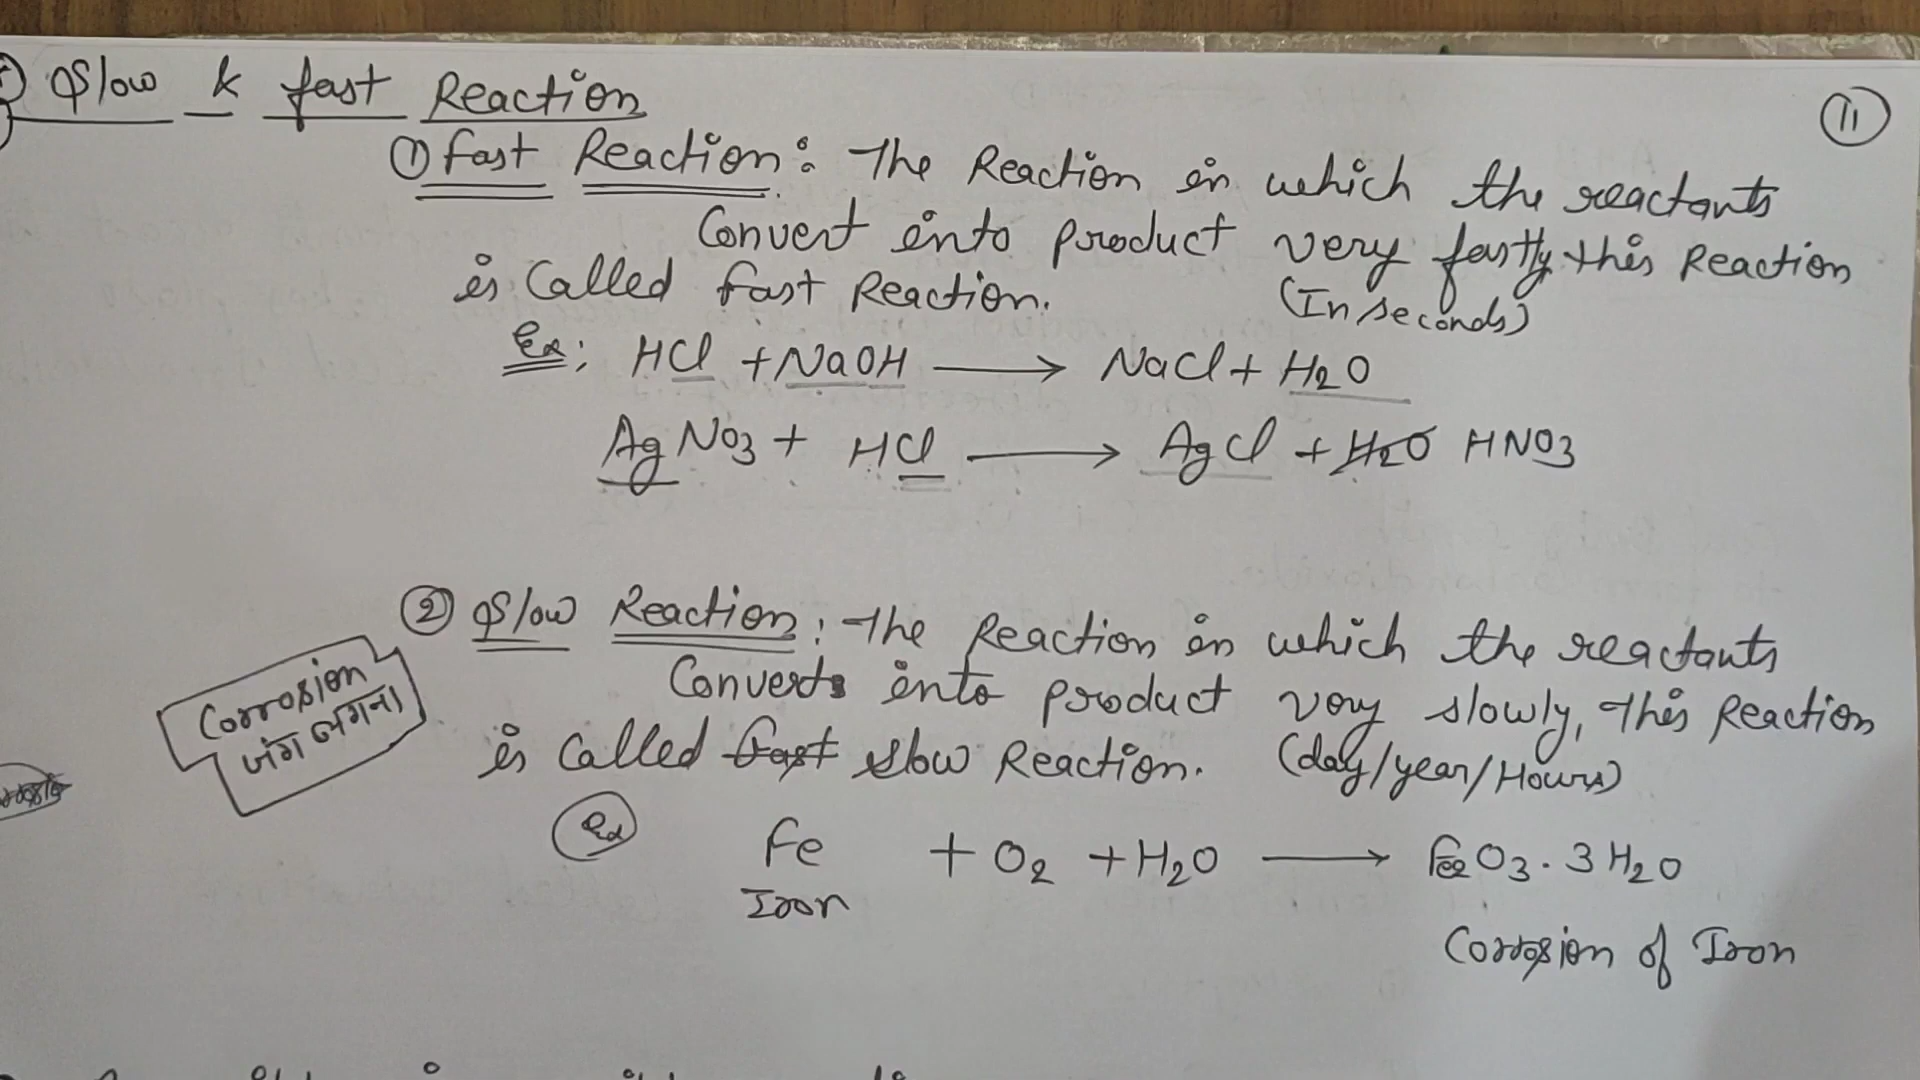 Slow & fast Reaction
11
① fast Reaction: The Reaction in which the reactants
Convert into product very fastly, this Reaction
is Called fast Reaction. (In seconds)
Ex; HCl + NaOH ⟶ NaCl + H2O
AgNO3 + HCl ⟶ AgCl + H2O HNO3
② Slow Reaction: The Reaction in which the reactants
Converts into product very slowly, this Reaction
is Called fast slow Reaction. (day/year/Hours)
Corrosion
जंग लगना
Ex Fe + O2 + H2O ⟶ Fe2O3 . 3H2O
Iron
Corrosion of Iron